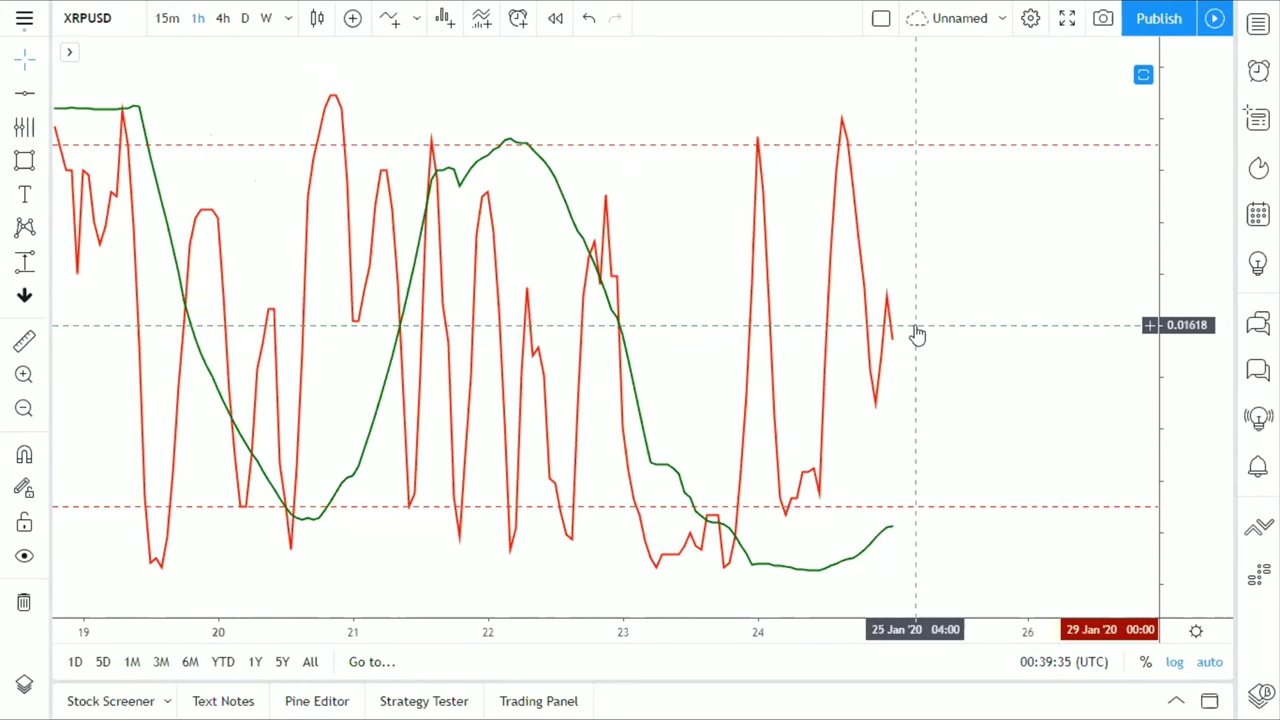 XRPUSD 15m 1h 4h D W Unnamed Publish
0.01618
19 20 21 22 23 24 25 Jan '20 04:00 26 29 Jan '20 00:00
1D 5D 1M 3M 6M YTD 1Y 5Y All Go to... 00:39:35 (UTC) % log auto
Stock Screener Text Notes Pine Editor Strategy Tester Trading Panel